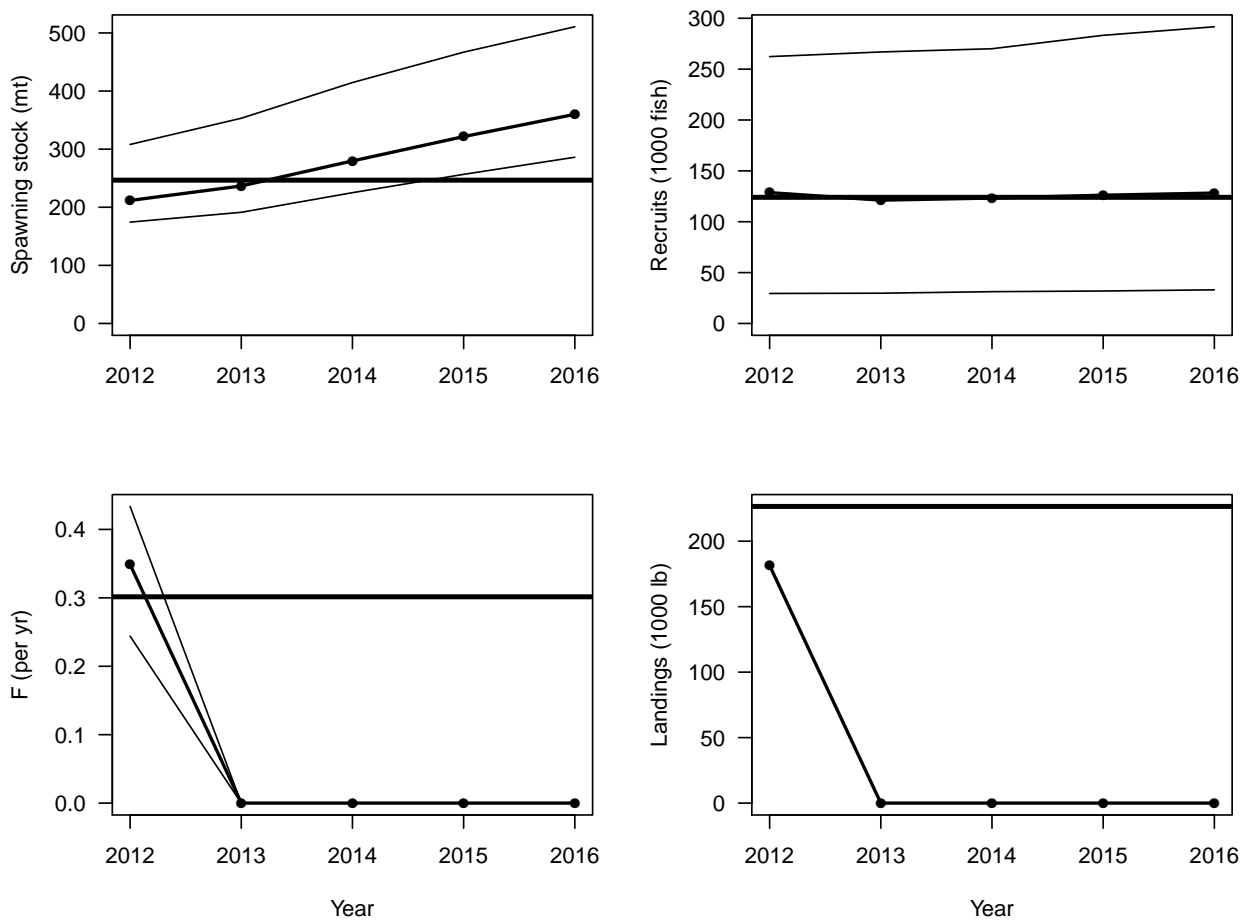 Spawning stock (mt)
500
400
300
200
100
0
2012 2013 2014 2015 2016
Recruits (1000 fish)
300
250
200
150
100
50
0
2012 2013 2014 2015 2016
F (per yr)
0.4
0.3
0.2
0.1
0.0
2012 2013 2014 2015 2016
Year
Landings (1000 lb)
200
150
100
50
0
2012 2013 2014 2015 2016
Year